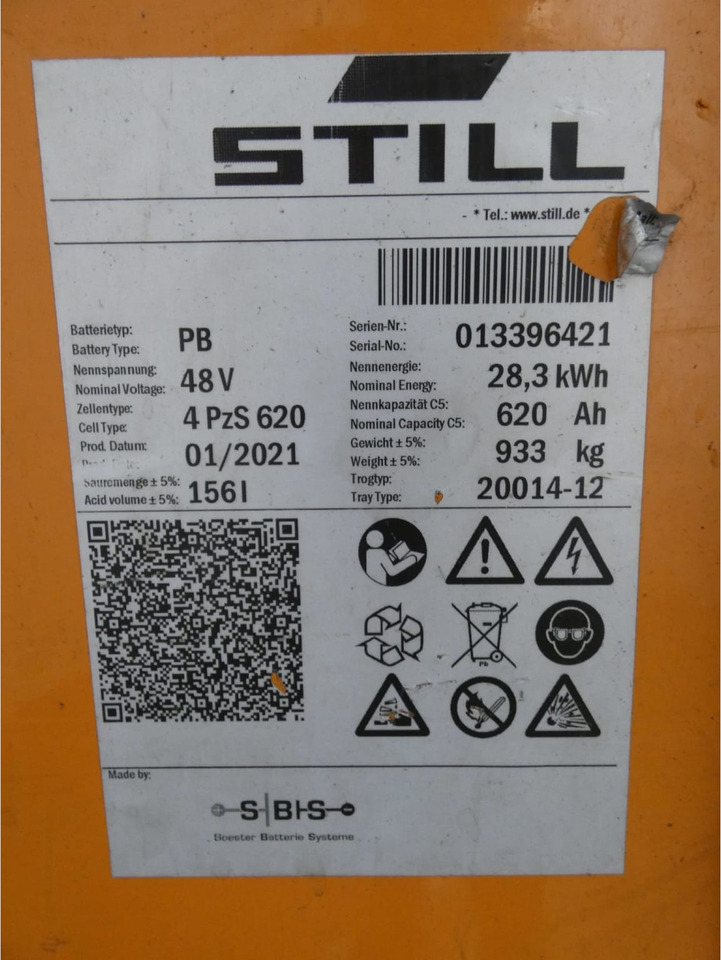 STILL
- * Tel.: www.still.de *
Batterietyp:
Battery Type: PB
Serien-Nr.:
Serial-No.: 013396421
Nennspannung:
Nominal Voltage: 48 V
Nennenergie:
Nominal Energy: 28,3 kWh
Zellentype:
Cell Type: 4 PzS 620
Nennkapazität C5:
Nominal Capacity C5: 620 Ah
Prod. Datum: 01/2021
Gewicht ± 5%:
Weight ± 5%: 933 kg
Säuremenge ± 5%:
Acid volume ± 5%: 156 l
Trogtyp:
Tray Type: 20014-12
Pb
Made by:
S|BI-S
Soester Batterie Systeme